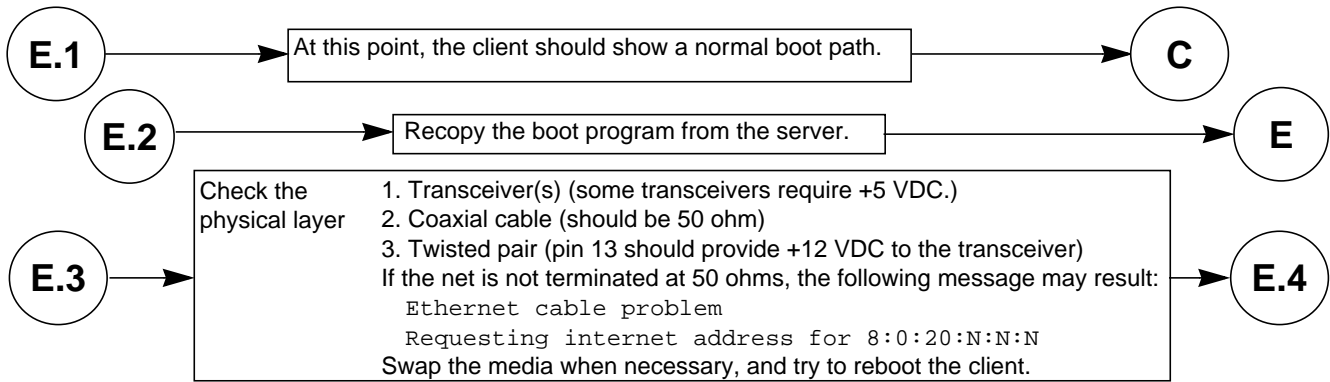 E.1
At this point, the client should show a normal boot path.
C
E.2
Recopy the boot program from the server.
E
E.3
Check the
physical layer
1. Transceiver(s) (some transceivers require +5 VDC.)
2. Coaxial cable (should be 50 ohm)
3. Twisted pair (pin 13 should provide +12 VDC to the transceiver)
If the net is not terminated at 50 ohms, the following message may result:
Ethernet cable problem
Requesting internet address for 8:0:20:N:N:N
Swap the media when necessary, and try to reboot the client.
E.4